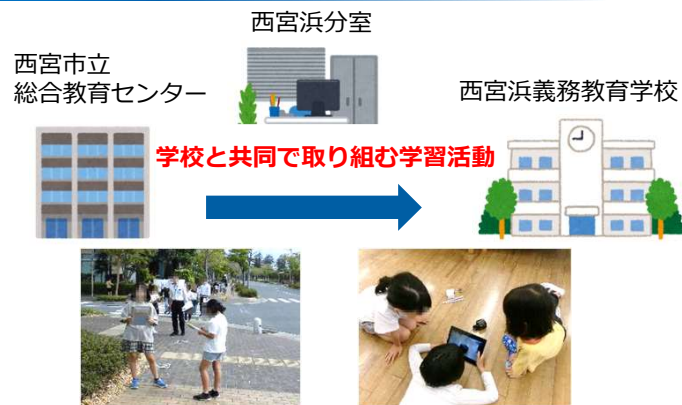 西宮浜分室
西宮市立
総合教育センター
西宮浜義務教育学校
学校と共同で取り組む学習活動